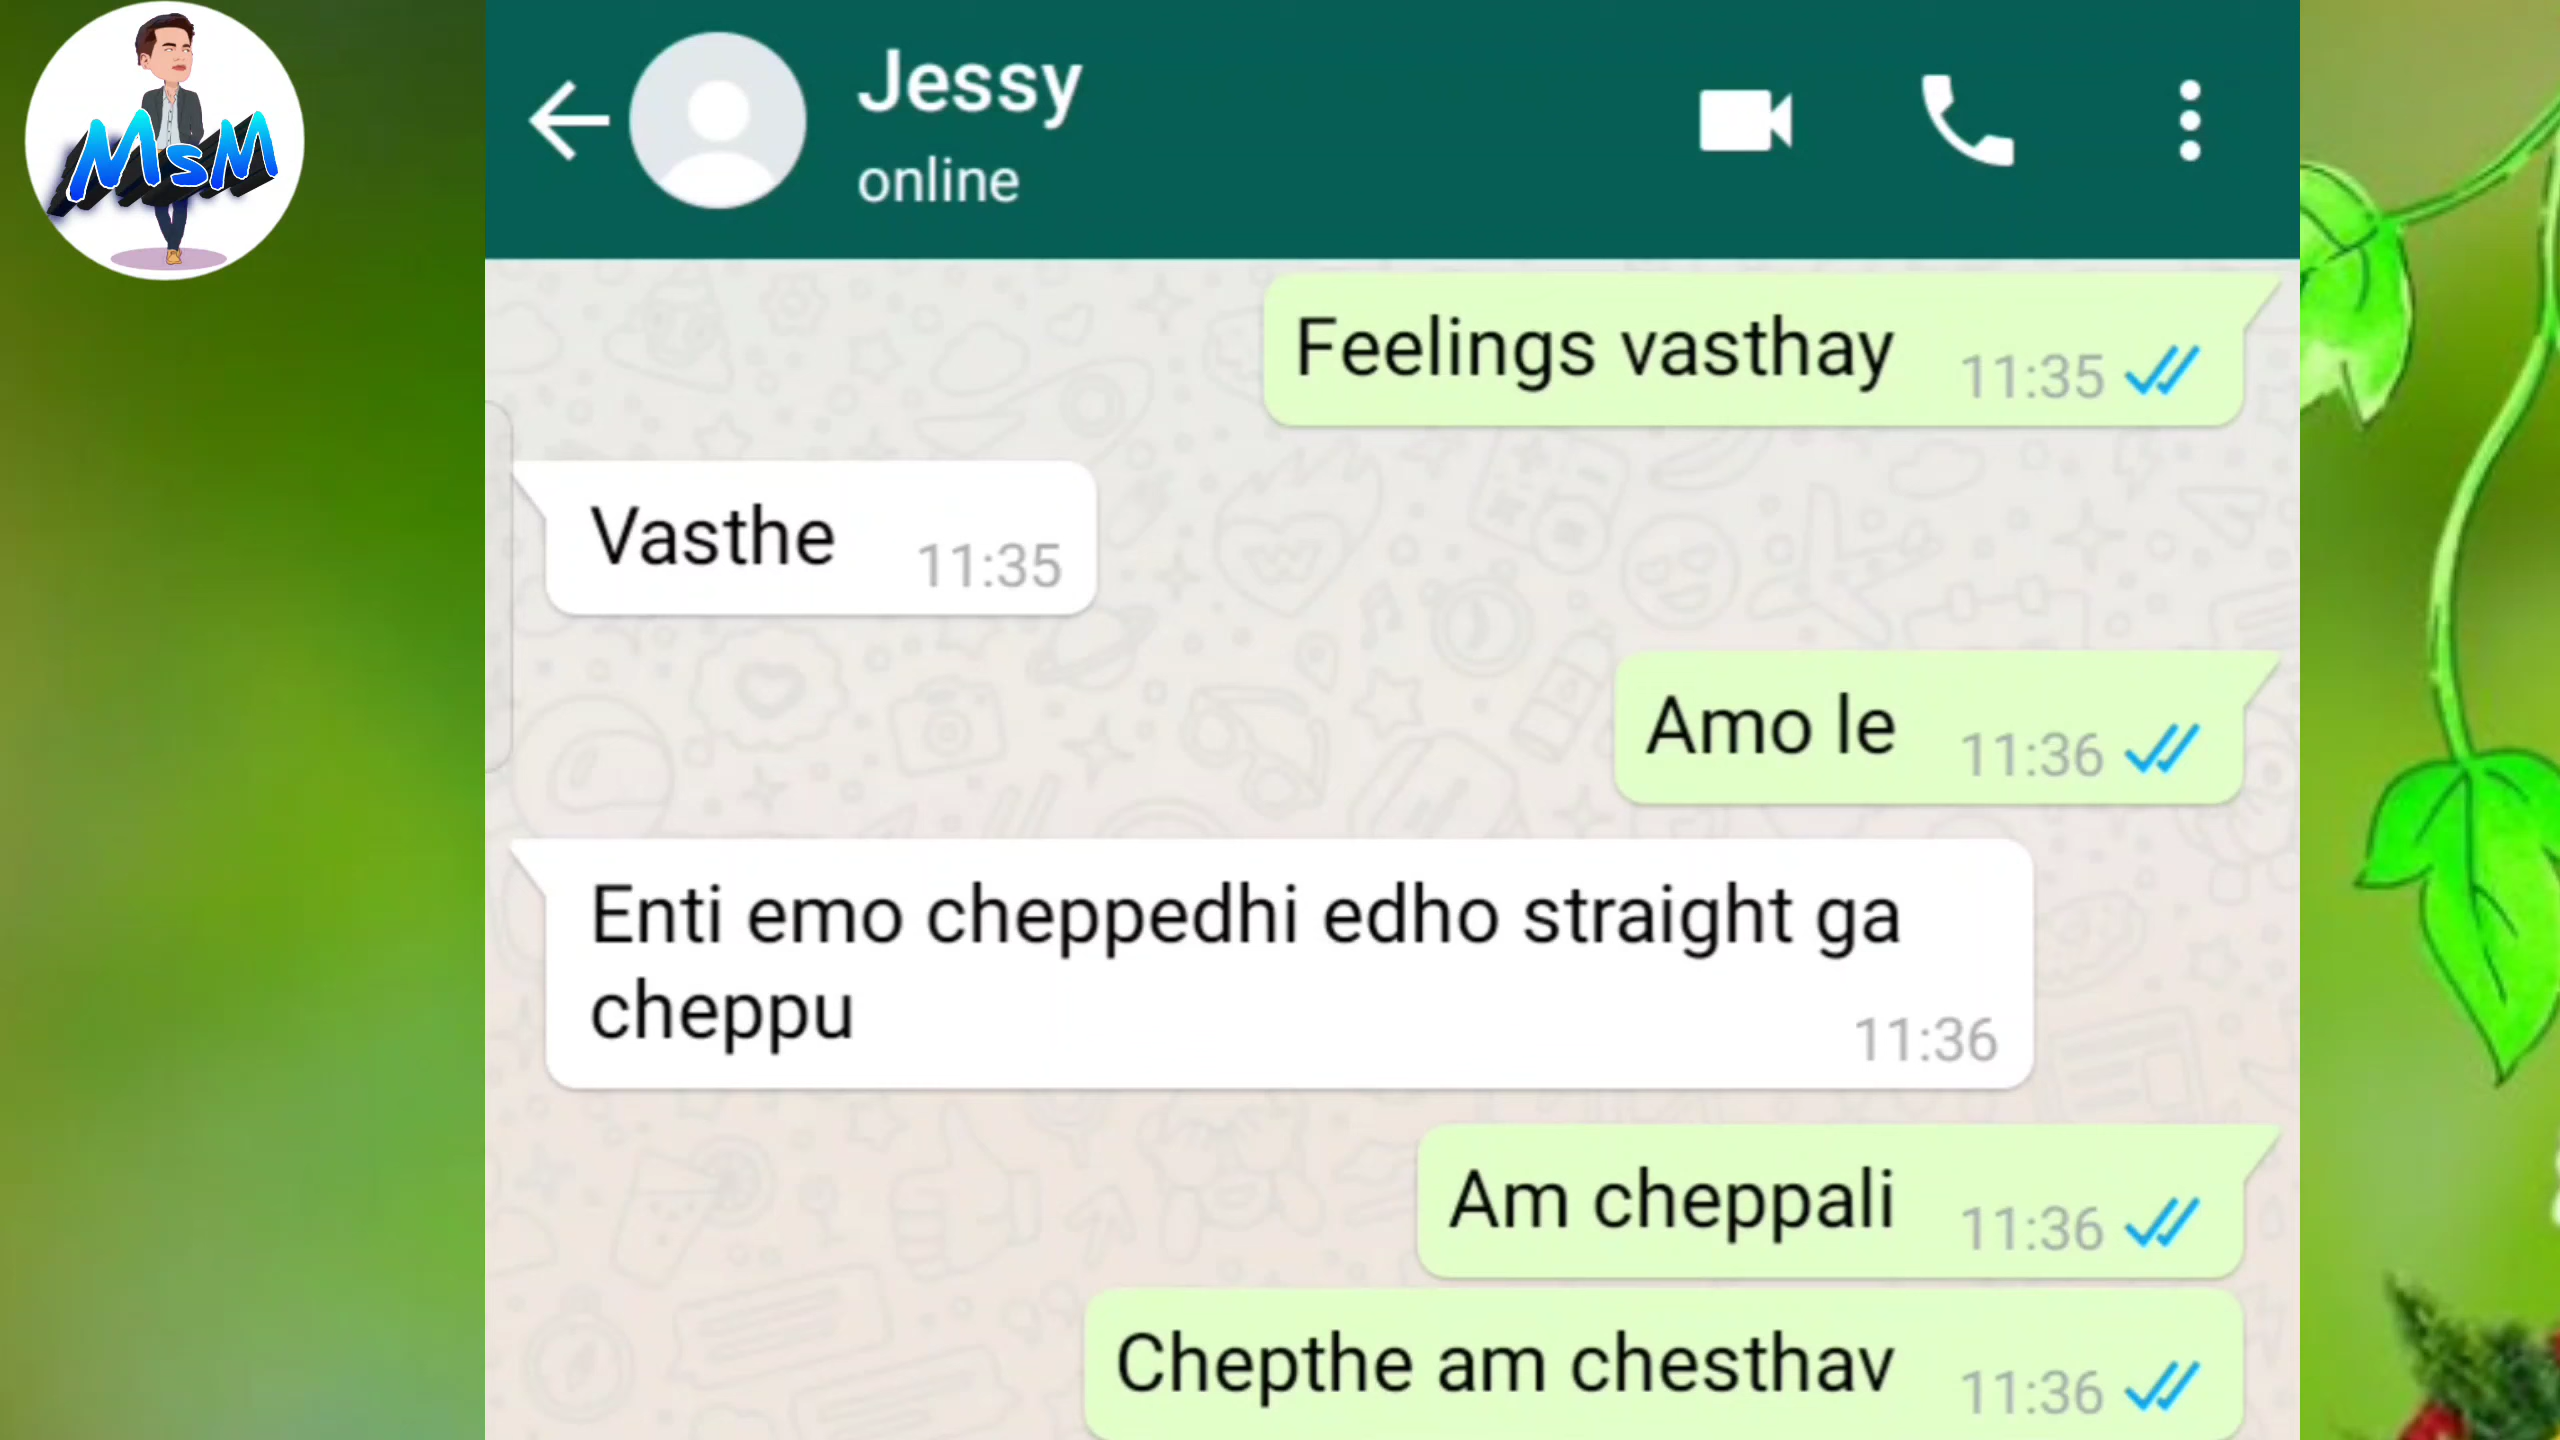 MsM
Jessy
online
Feelings vasthay 11:35
Vasthe 11:35
Amo le 11:36
Enti emo cheppedhi edho straight ga
cheppu
11:36
Am cheppali 11:36
Chepthe am chesthav 11:36